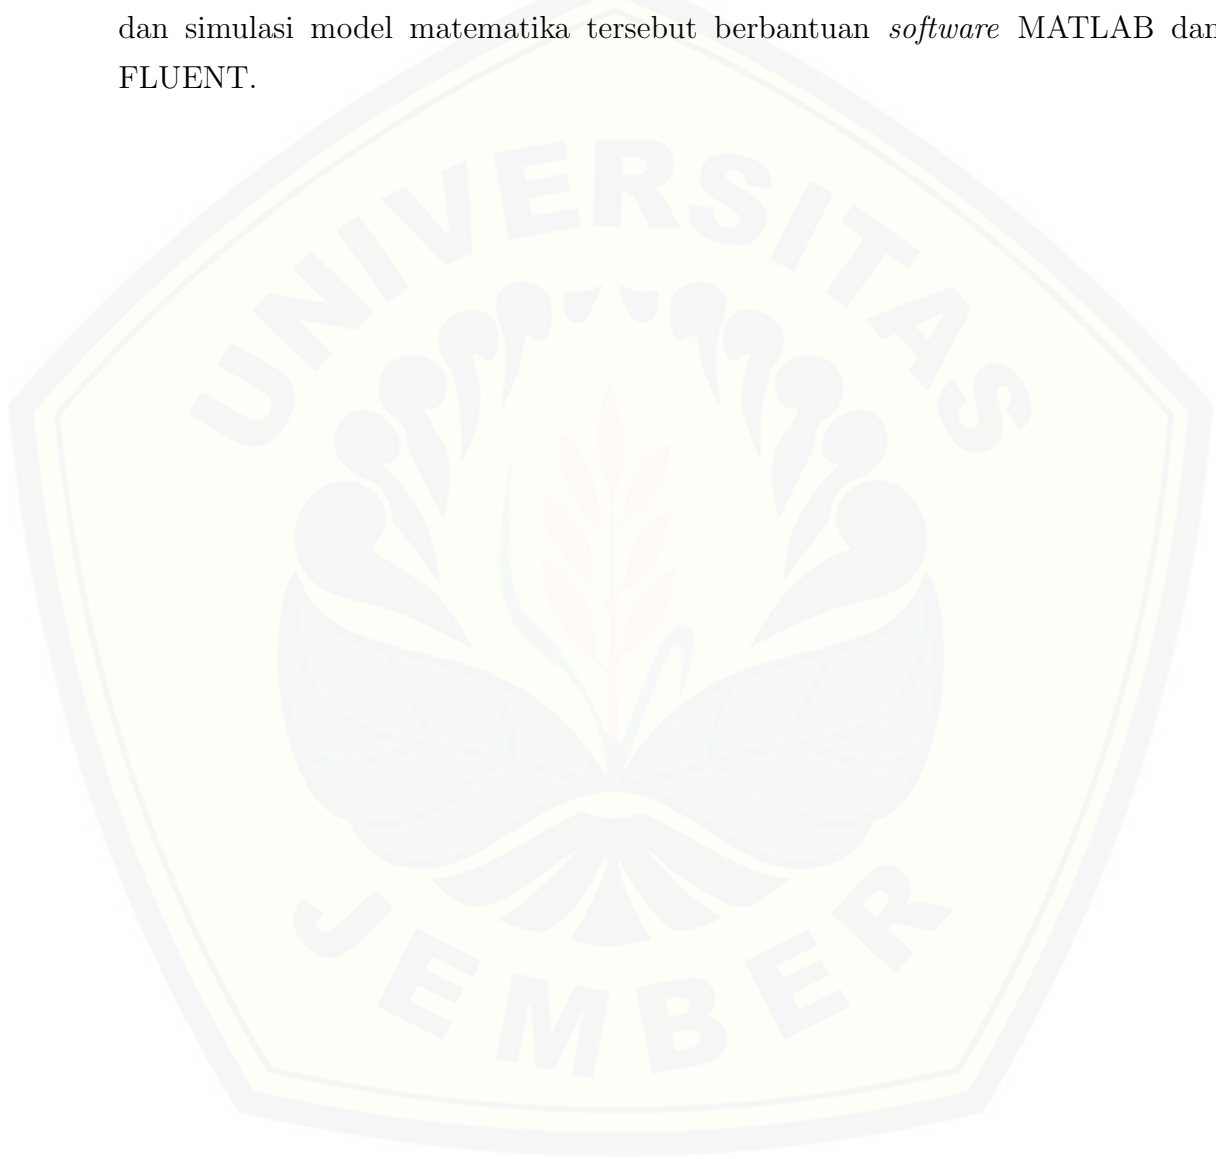 dan simulasi model matematika tersebut berbantuan software MATLAB dan
FLUENT.
UNIVERSITAS
JEMBER